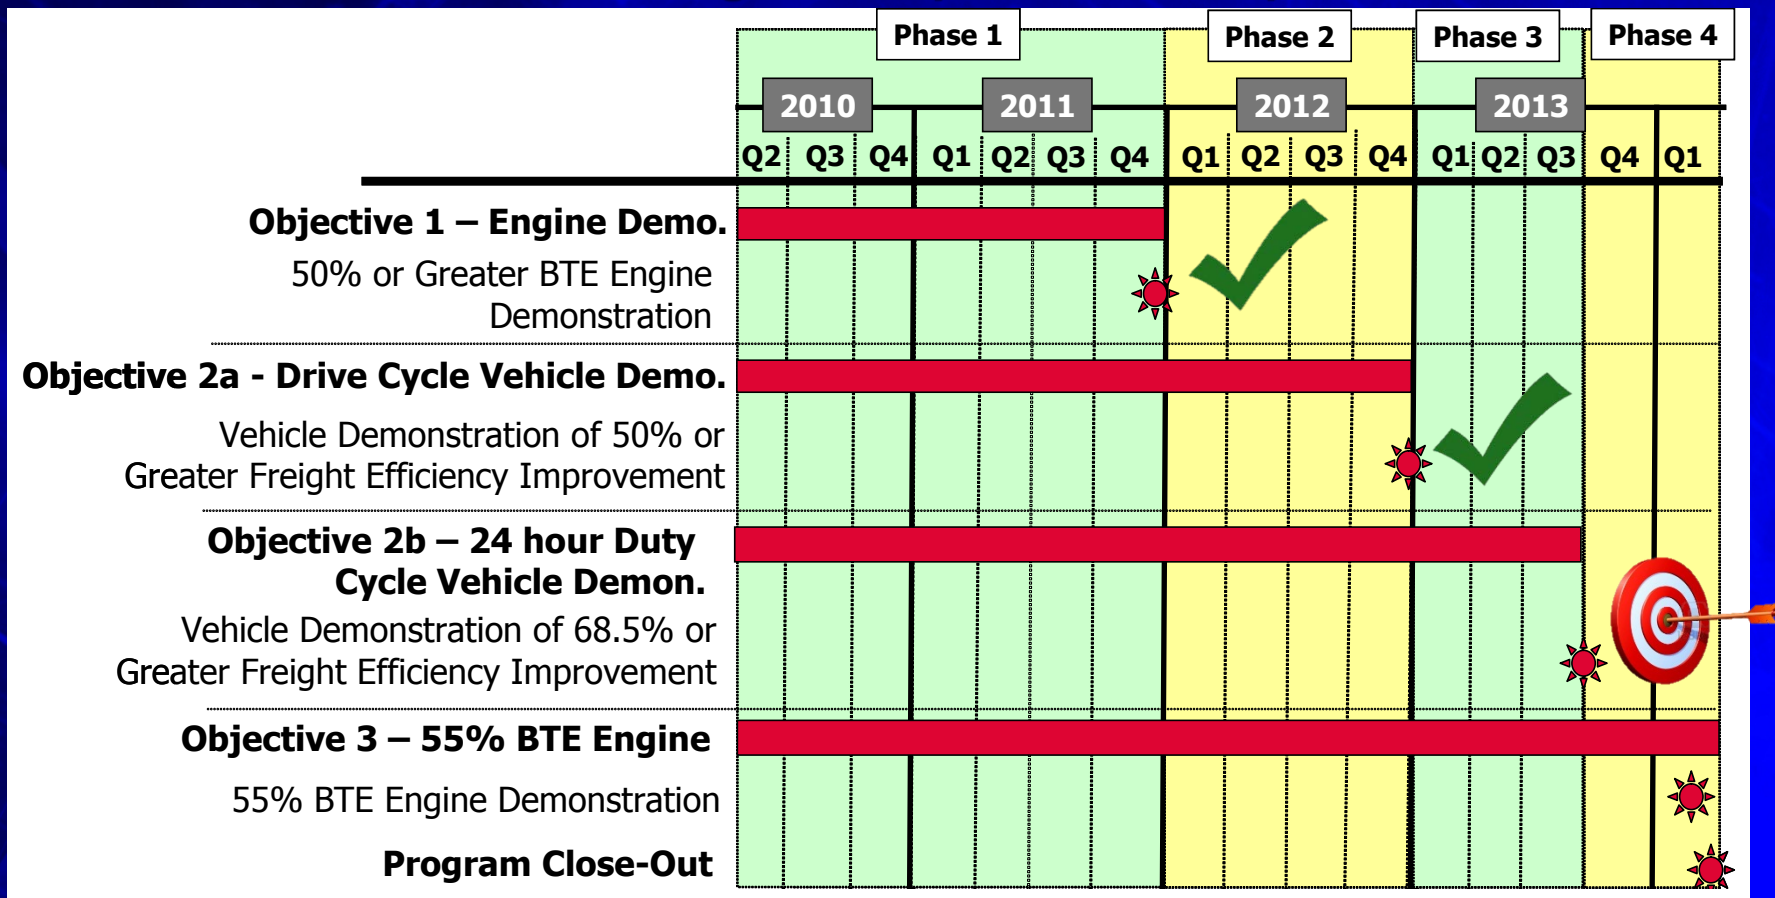 Phase 1 Phase 2 Phase 3 Phase 4
2010 2011 2012 2013
Q2 Q3 Q4 Q1 Q2 Q3 Q4 Q1 Q2 Q3 Q4 Q1 Q2 Q3 Q4 Q1
Objective 1 – Engine Demo.
50% or Greater BTE Engine
Demonstration
Objective 2a - Drive Cycle Vehicle Demo.
Vehicle Demonstration of 50% or
Greater Freight Efficiency Improvement
Objective 2b – 24 hour Duty
Cycle Vehicle Demon.
Vehicle Demonstration of 68.5% or
Greater Freight Efficiency Improvement
Objective 3 – 55% BTE Engine
55% BTE Engine Demonstration
Program Close-Out